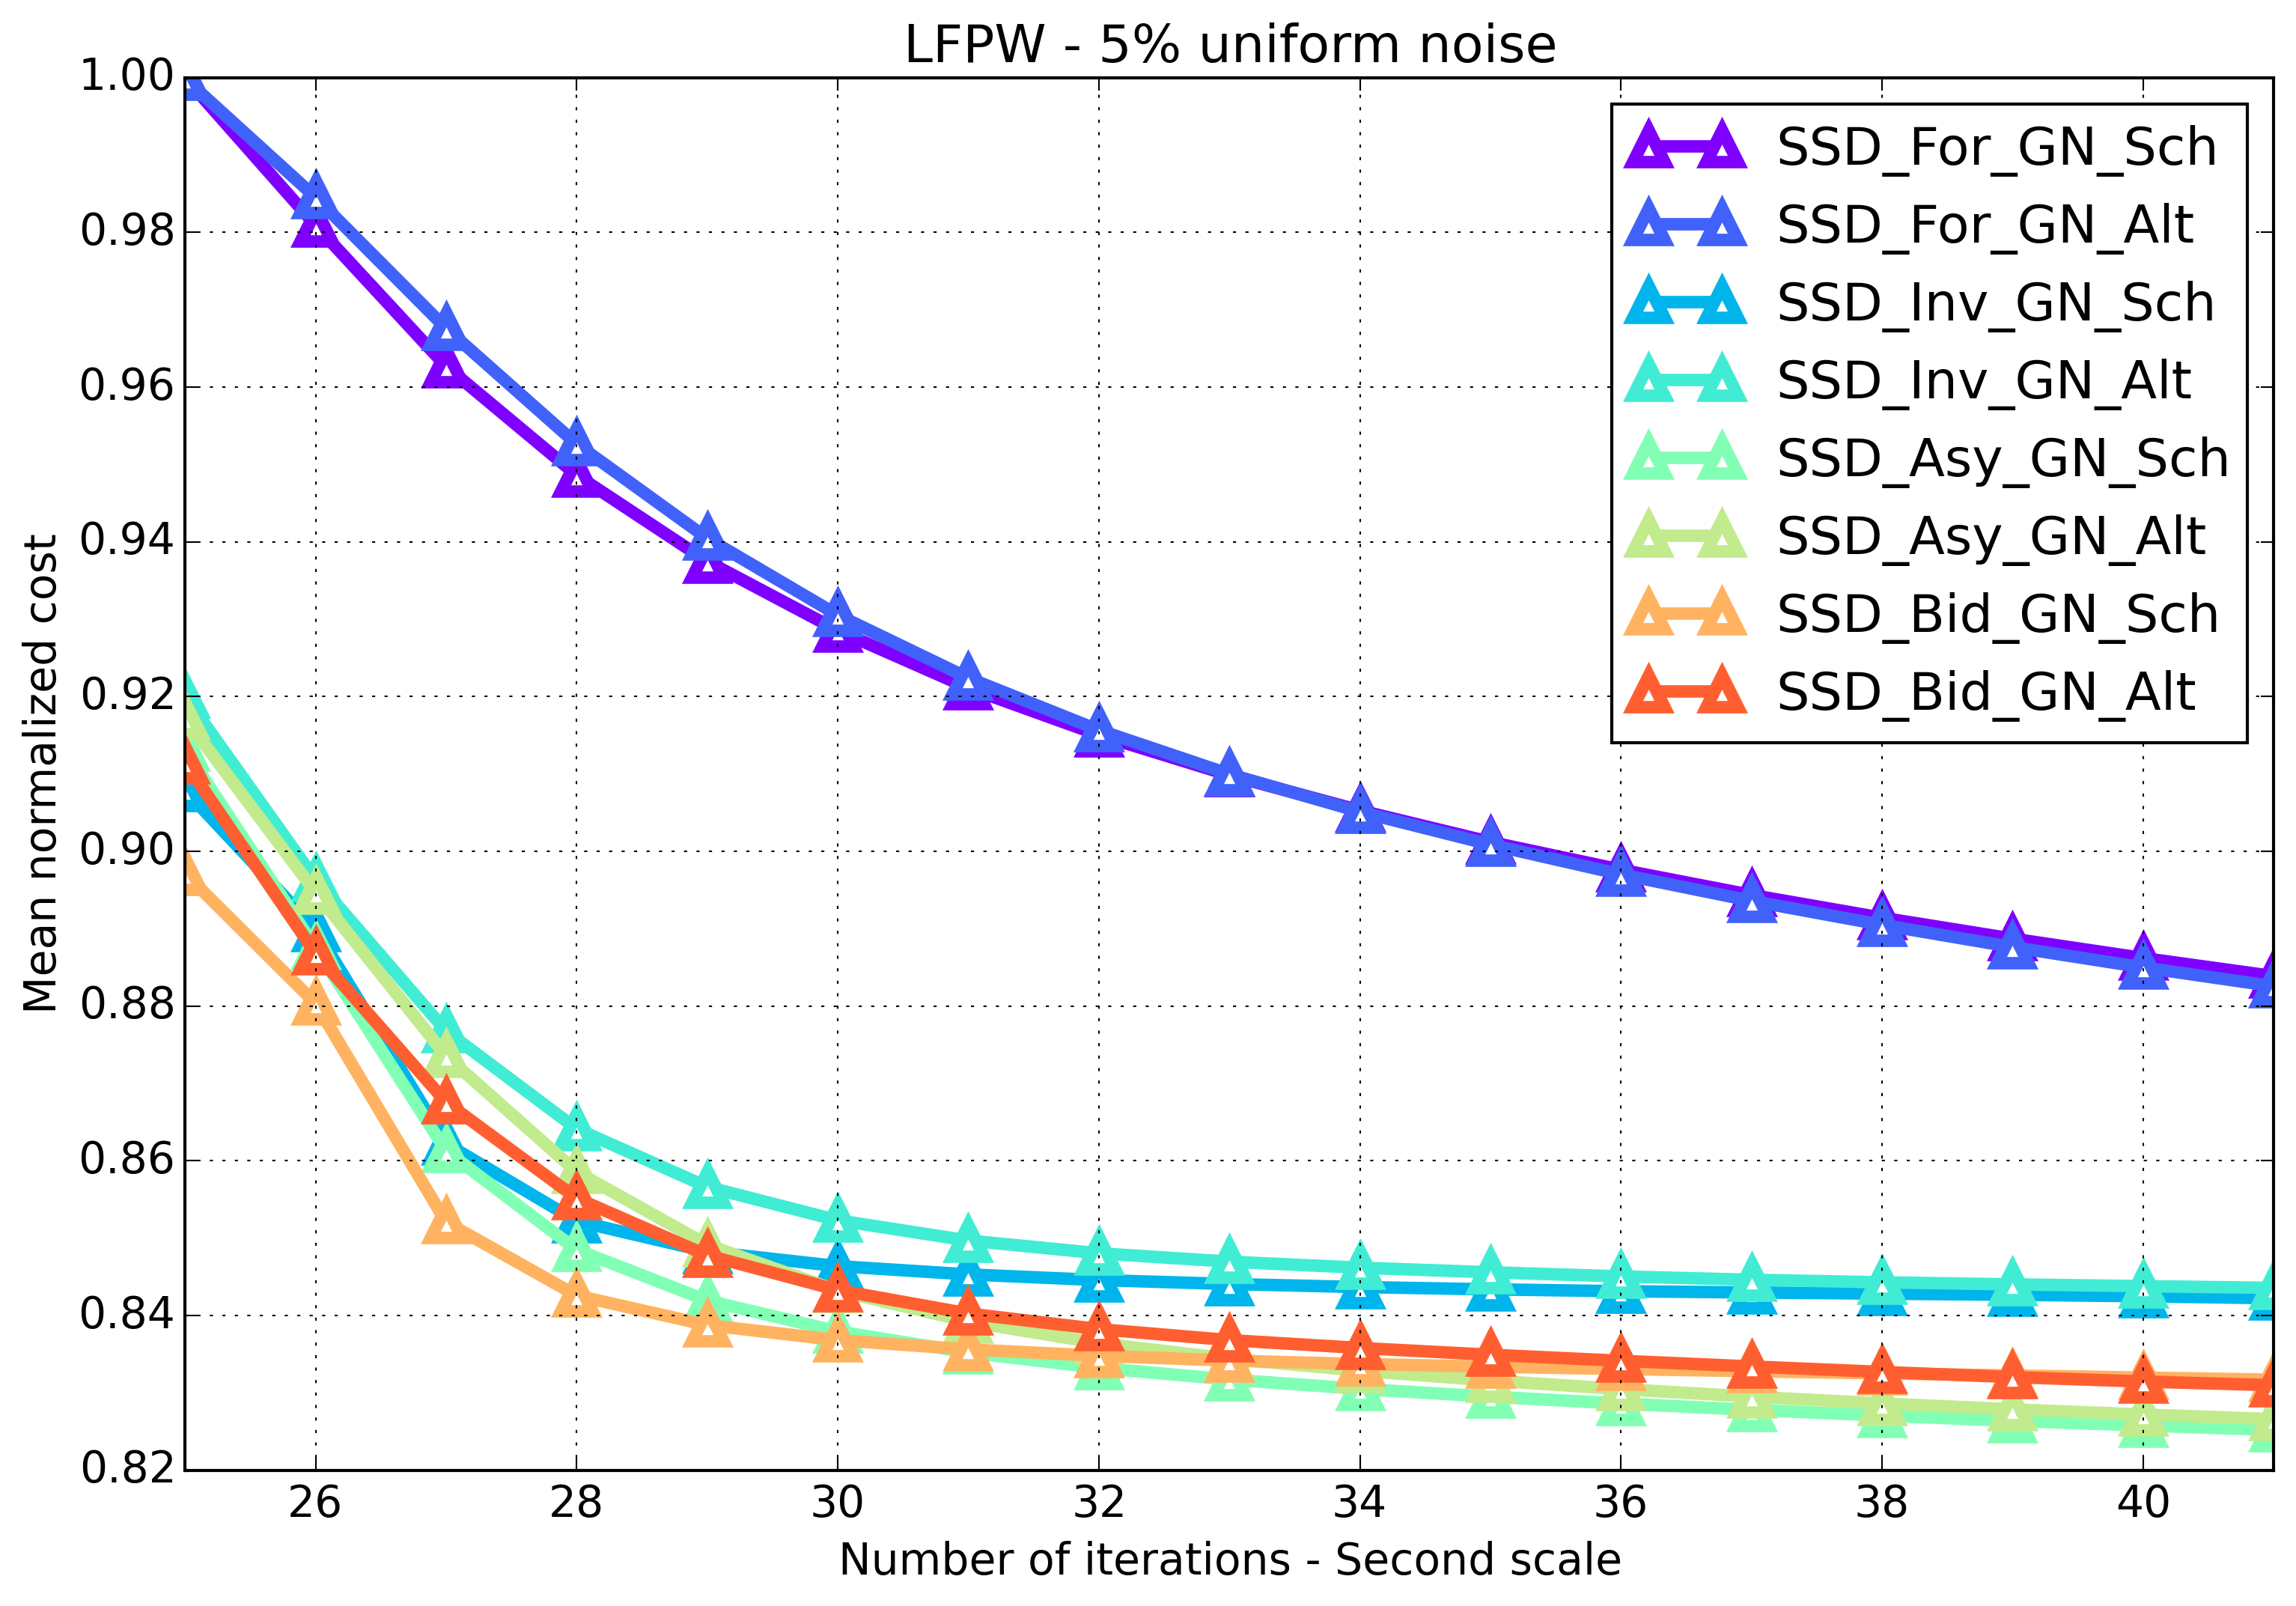 LFPW - 5% uniform noise
1.00
0.98
0.96
0.94
0.92
0.90
0.88
0.86
0.84
0.82
Mean normalized cost
SSD_For_GN_Sch
SSD_For_GN_Alt
SSD_Inv_GN_Sch
SSD_Inv_GN_Alt
SSD_Asy_GN_Sch
SSD_Asy_GN_Alt
SSD_Bid_GN_Sch
SSD_Bid_GN_Alt
26 28 30 32 34 36 38 40
Number of iterations - Second scale